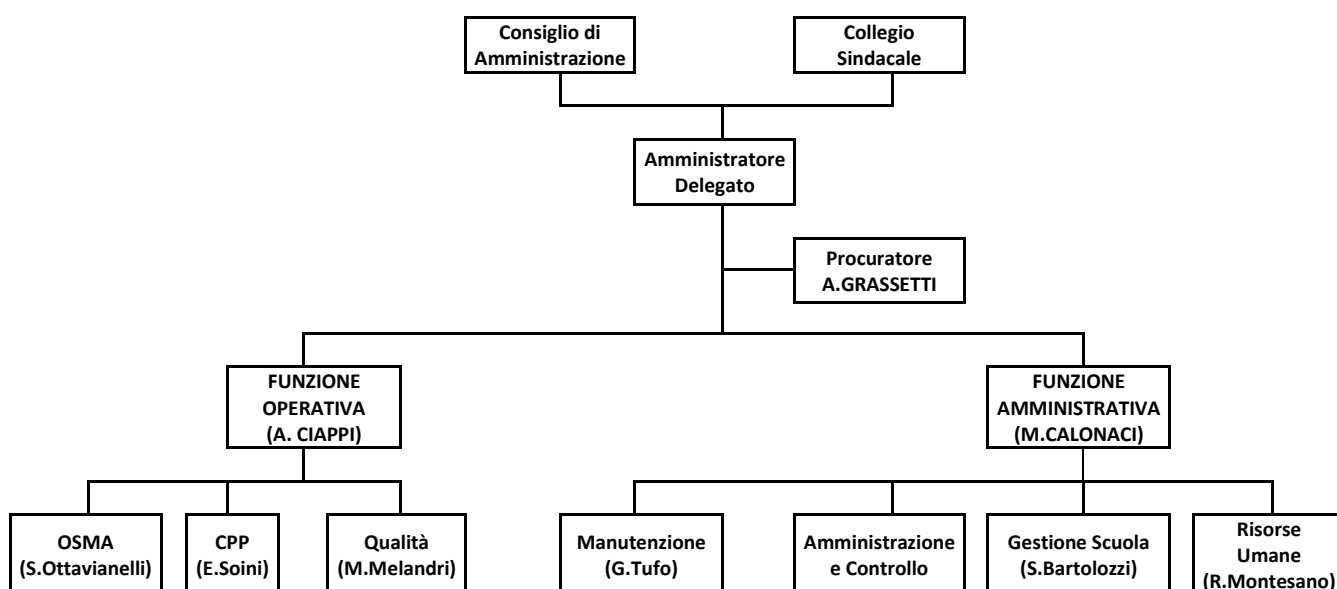 Consiglio di
Amministrazione
Collegio
Sindacale
Amministratore
Delegato
Procuratore
A.GRASSETTI
FUNZIONE
OPERATIVA
(A. CIAPPI)
FUNZIONE
AMMINISTRATIVA
(M.CALONACI)
OSMA
(S.Ottavianelli)
CPP
(E.Soini)
Qualità
(M.Melandri)
Manutenzione
(G.Tufo)
Amministrazione
e Controllo
Gestione Scuola
(S.Bartolozzi)
Risorse
Umane
(R.Montesano)